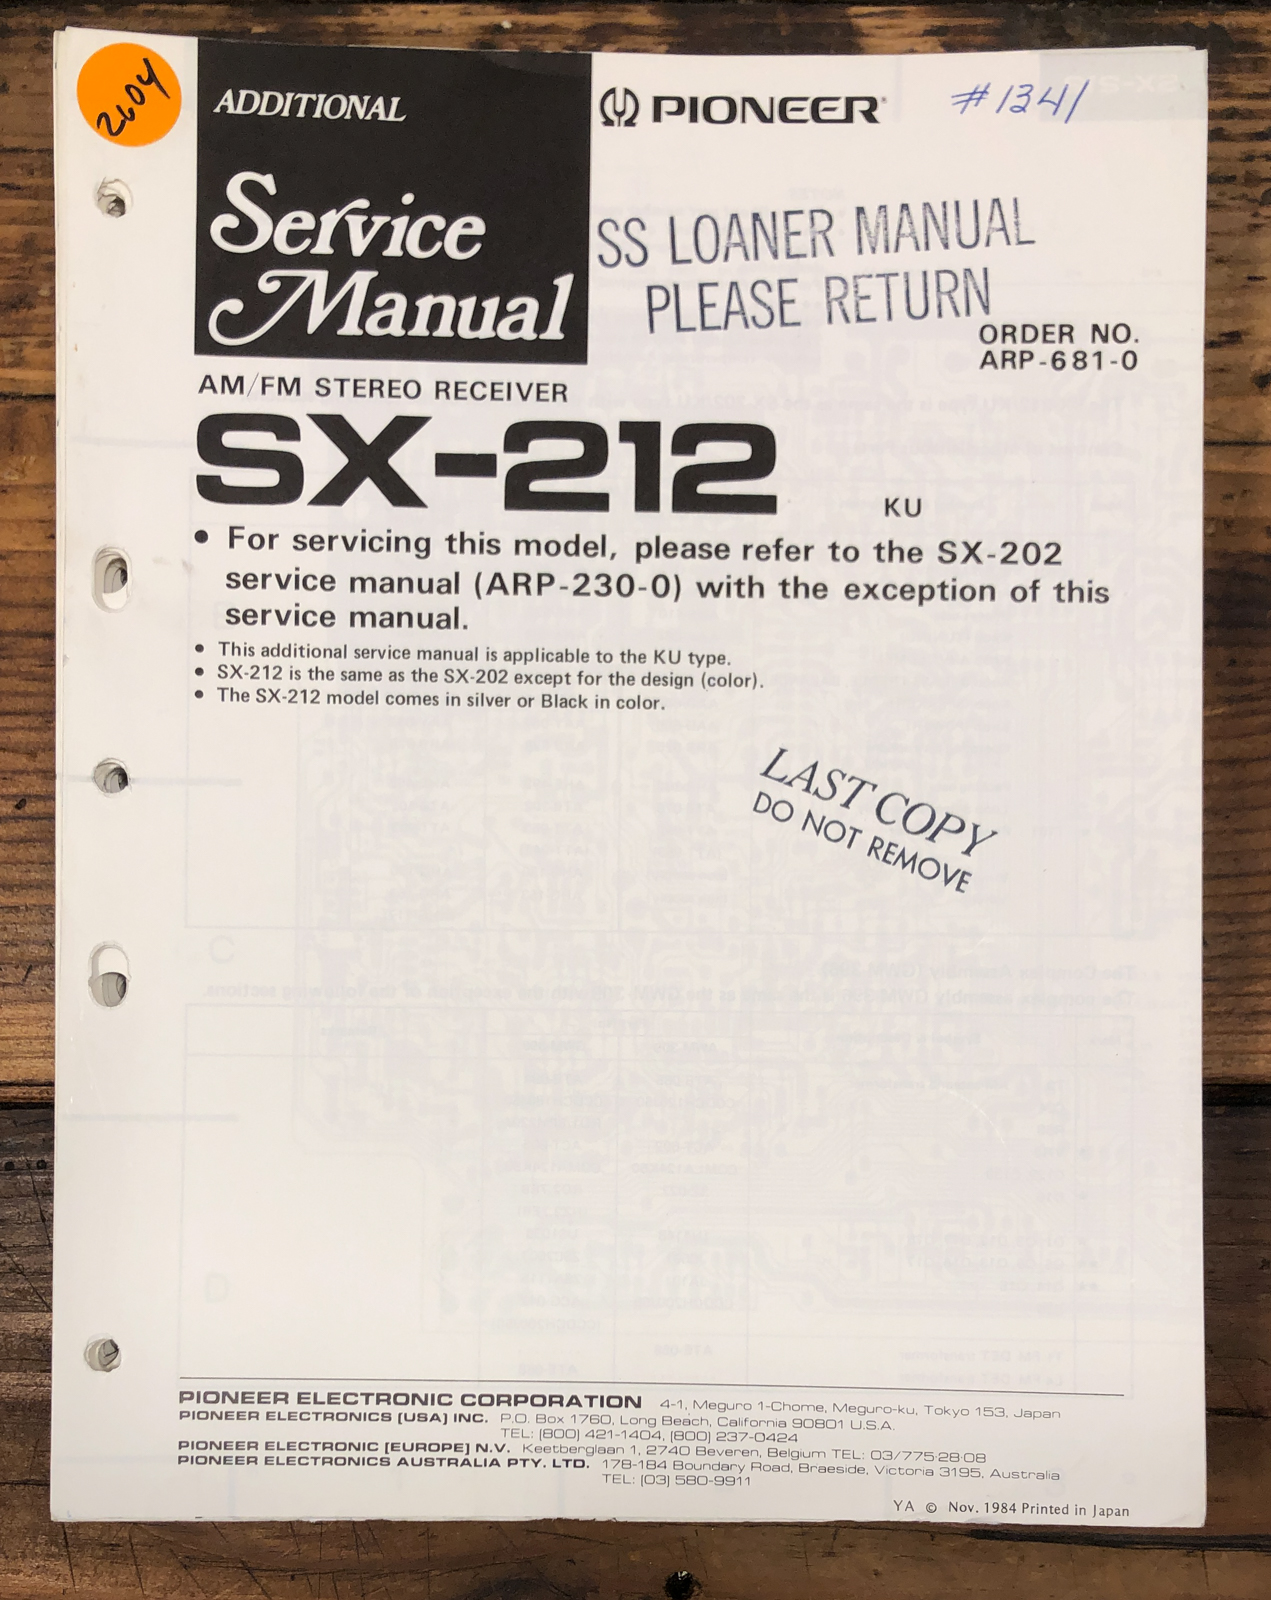 2604
ADDITIONAL
Service
Manual
PIONEER
#1341
SS LOANER MANUAL
PLEASE RETURN
ORDER NO.
ARP-681-0
AM/FM STEREO RECEIVER
SX-212
KU
• For servicing this model, please refer to the SX-202
service manual (ARP-230-0) with the exception of this
service manual.
• This additional service manual is applicable to the KU type.
• SX-212 is the same as the SX-202 except for the design (color).
• The SX-212 model comes in silver or Black in color.
LAST COPY
DO NOT REMOVE
PIONEER ELECTRONIC CORPORATION 4-1, Meguro 1-Chome, Meguro-ku, Tokyo 153, Japan
PIONEER ELECTRONICS [USA] INC. P.O. Box 1760, Long Beach, California 90801 U.S.A.
TEL: [800] 421-1404, [800] 237-0424
PIONEER ELECTRONIC [EUROPE] N.V. Keetberglaan 1, 2740 Beveren, Belgium TEL: 03/775·28·08
PIONEER ELECTRONICS AUSTRALIA PTY. LTD. 178-184 Boundary Road, Braeside, Victoria 3195, Australia
TEL: [03] 580-9911
YA © Nov. 1984 Printed in Japan